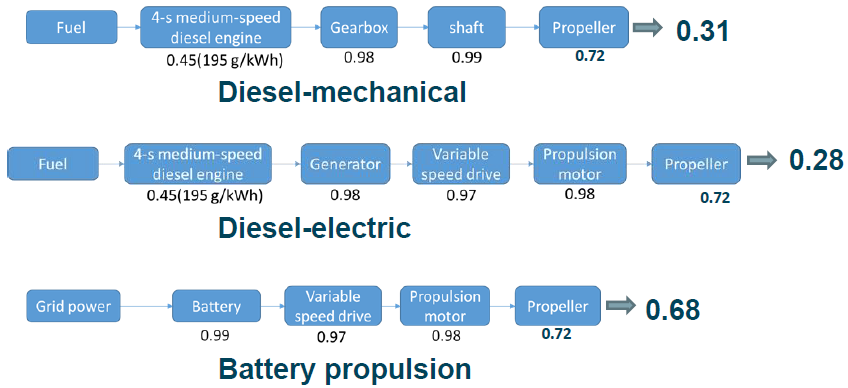 Fuel
4-s medium-speed
diesel engine
Gearbox
shaft
Propeller
0.31
0.45(195 g/kWh)
0.98
0.99
0.72
Diesel-mechanical
Fuel
4-s medium-speed
diesel engine
Generator
Variable
speed drive
Propulsion
motor
Propeller
0.28
0.45(195 g/kWh)
0.98
0.97
0.98
0.72
Diesel-electric
Grid power
Battery
Variable
speed drive
Propulsion
motor
Propeller
0.68
0.99
0.97
0.98
0.72
Battery propulsion